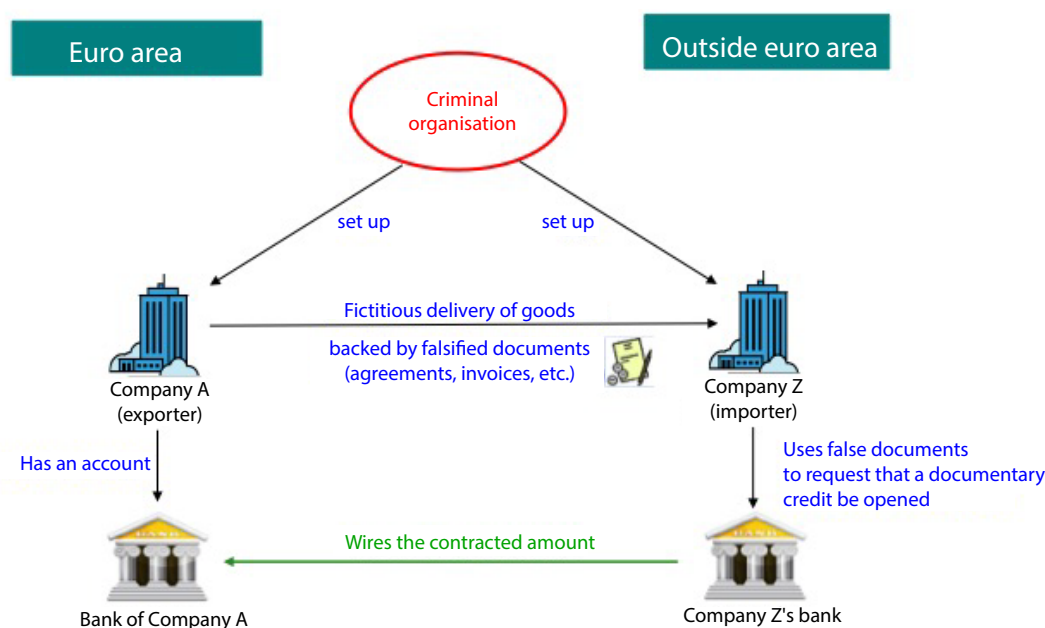 Euro area
Outside euro area
Criminal
organisation
set up
set up
Fictitious delivery of goods
backed by falsified documents
(agreements, invoices, etc.)
Company A
(exporter)
Company Z
(importer)
Has an account
Uses false documents
to request that a documentary
credit be opened
BANK
BANK
Wires the contracted amount
Bank of Company A
Company Z's bank